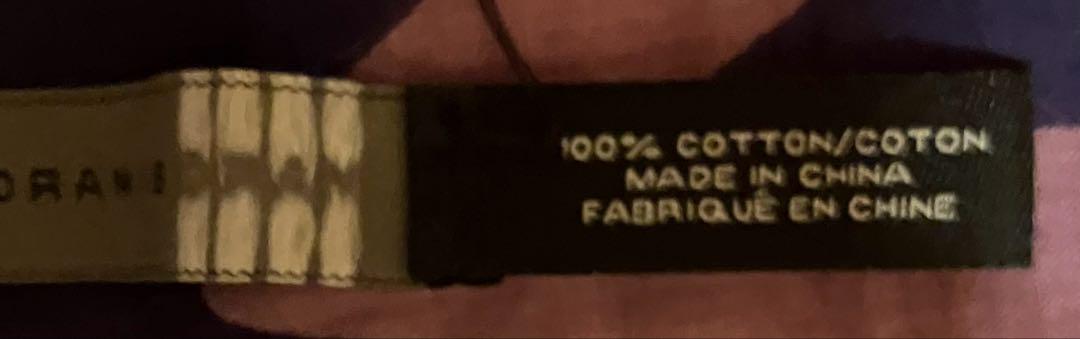 100% COTTON/COTON
MADE IN CHINA
FABRIQUÉ EN CHINE